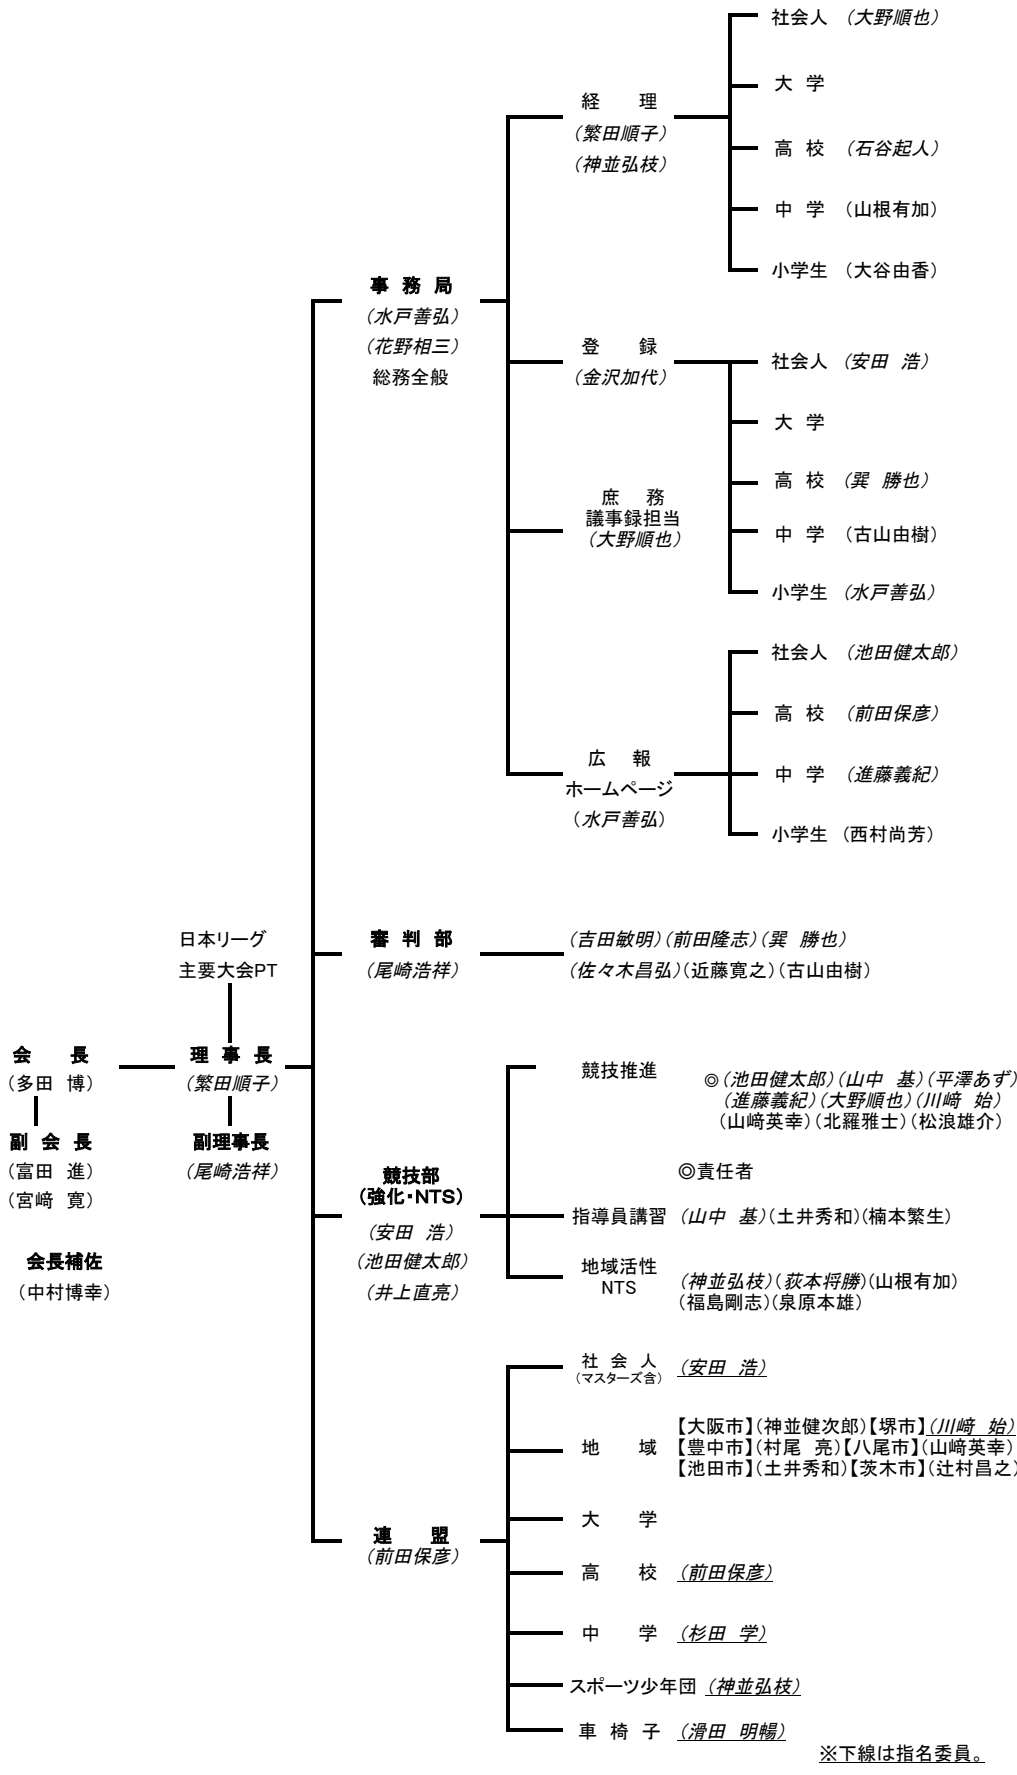 社会人 （大野順也）
大 学
経 理
（繁田順子）
（神並弘枝）
高 校 （石谷起人）
中 学 （山根有加）
小学生 （大谷由香）
事 務 局
（水戸善弘）
（花野相三）
総務全般
登 録
（金沢加代）
社会人 （安田 浩）
大 学
高 校 （巽 勝也）
庶 務
議事録担当
（大野順也）
中 学 （古山由樹）
小学生 （水戸善弘）
社会人 （池田健太郎）
高 校 （前田保彦）
広 報
ホームページ
（水戸善弘）
中 学 （進藤義紀）
小学生 （西村尚芳）
日本リーグ
主要大会PT
審 判 部
（尾崎浩祥）
（吉田敏明）（前田隆志）（巽 勝也）
（佐々木昌弘）（近藤寛之）（古山由樹）
会 長
（多田 博）
理 事 長
（繁田順子）
副 会 長
（富田 進）
（宮﨑 寛）
副理事長
（尾崎浩祥）
会長補佐
（中村博幸）
競技部
（強化・NTS）
（安田 浩）
（池田健太郎）
（井上直亮）
競技推進
◎（池田健太郎）（山中 基）（平澤あず）
（進藤義紀）（大野順也）（川﨑 始）
（山﨑英幸）（北羅雅士）（松浪雄介）
◎責任者
指導員講習 （山中 基）（土井秀和）（楠本繁生）
地域活性
NTS
（神並弘枝）（荻本将勝）（山根有加）
（福島剛志）（泉原本雄）
連 盟
（前田保彦）
社 会 人
（マスターズ含）
（安田 浩）
地 域
【大阪市】（神並健次郎）【堺市】（川﨑 始）
【豊中市】（村尾 亮）【八尾市】（山﨑英幸）
【池田市】（土井秀和）【茨木市】（辻村昌之）
大 学
高 校 （前田保彦）
中 学 （杉田 学）
スポーツ少年団 （神並弘枝）
車 椅 子 （滑田 明暢）
※下線は指名委員。